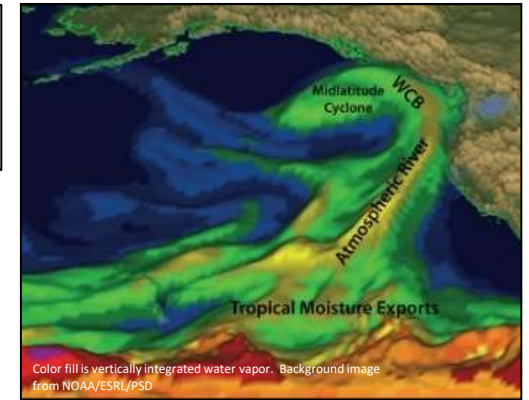 Midlatitude
Cyclone
WCB
Atmospheric River
Tropical Moisture Exports
Color fill is vertically integrated water vapor. Background image
from NOAA/ESRL/PSD